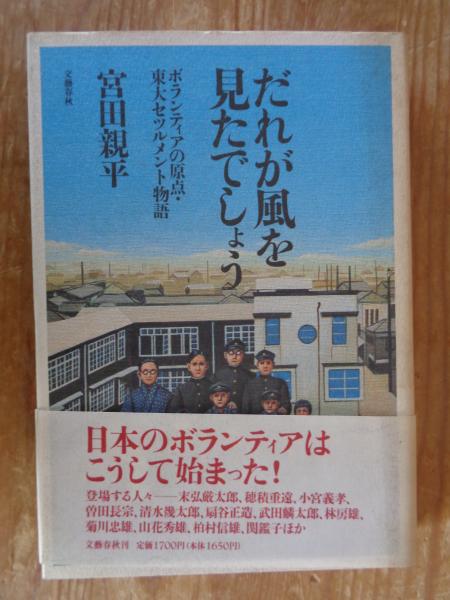 だれが風を
見たでしょう
ボランティアの原点・
東大セツルメント物語
宮田親平
文藝春秋
日本のボランティアは
こうして始まった!
登場する人々──末弘厳太郎、穂積重遠、小宮義孝、
曽田長宗、清水幾太郎、扇谷正造、武田麟太郎、林房雄、
菊川忠雄、山花秀雄、柏村信雄、関鑑子ほか
文藝春秋刊 定価1700円(本体1650円)